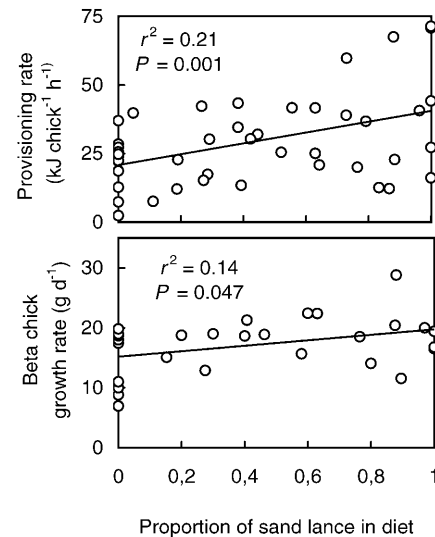 75
50
25
0
Provisioning rate
(kJ chick⁻¹ h⁻¹)
r² = 0.21
P = 0.001
30
20
10
0
Beta chick
growth rate (g d⁻¹)
r² = 0.14
P = 0.047
0 0,2 0,4 0,6 0,8 1
Proportion of sand lance in diet